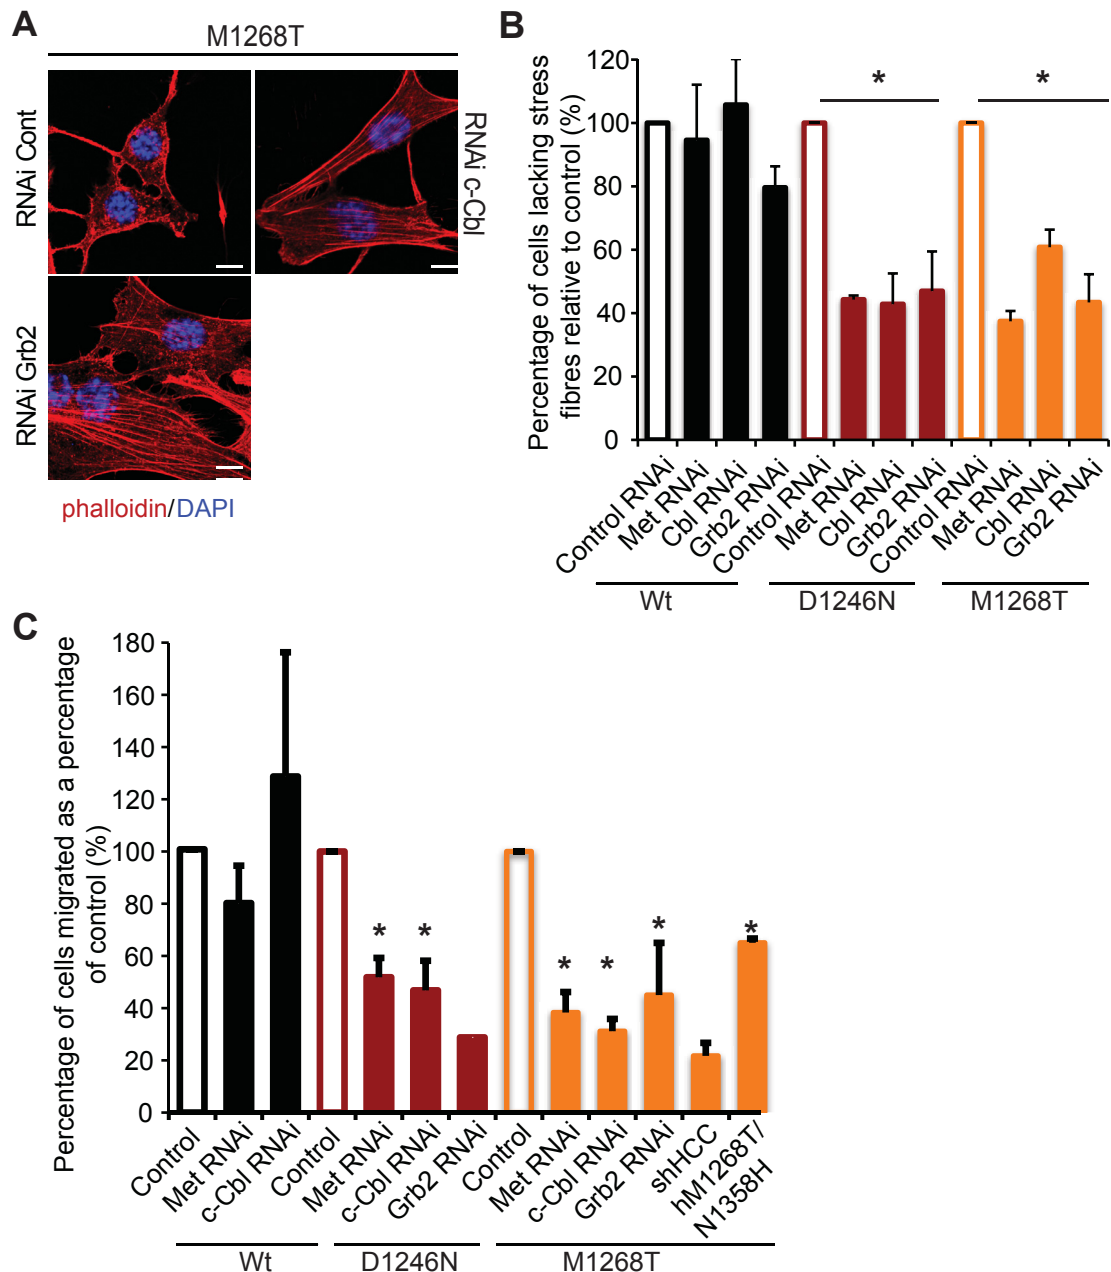 A
M1268T
RNAi Cont
RNAi c-Cbl
RNAi Grb2
phalloidin/DAPI
B
Percentage of cells lacking stress
fibres relative to control (%)
120
100
80
60
40
20
0
*
*
Control RNAi
Met RNAi
Cbl RNAi
Grb2 RNAi
Control RNAi
Met RNAi
Cbl RNAi
Grb2 RNAi
Control RNAi
Met RNAi
Cbl RNAi
Grb2 RNAi
Wt
D1246N
M1268T
C
Percentage of cells migrated as a percentage
of control (%)
180
160
140
120
100
80
60
40
20
0
*
*
*
*
*
*
Control
Met RNAi
c-Cbl RNAi
Control
Met RNAi
c-Cbl RNAi
Grb2 RNAi
Control
Met RNAi
c-Cbl RNAi
Grb2 RNAi
shHCC
hM1268T/
N1358H
Wt
D1246N
M1268T